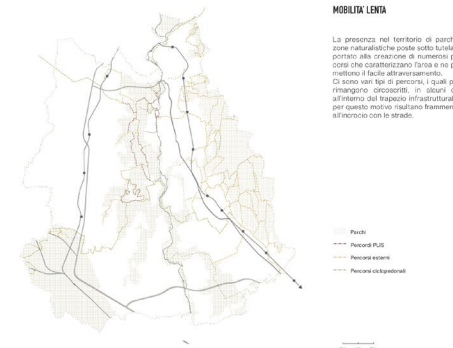 MOBILITA' LENTA
La presenza nel territorio di parch
zone naturalistiche poste sotto tutela
portato alla creazione di numerosi p
corsi che caratterizzano l'area e ne p
mettono il facile attraversamento.
Ci sono vari tipi di percorsi, i quali p
rimangono circoscritti, in alcuni c
all'interno del trapezio infrastruttural
per questo motivo risultano frammen
all'incrocio con le strade.
Parchi
Percorsi PLIS
Percorsi esterni
Percorsi ciclopedonali